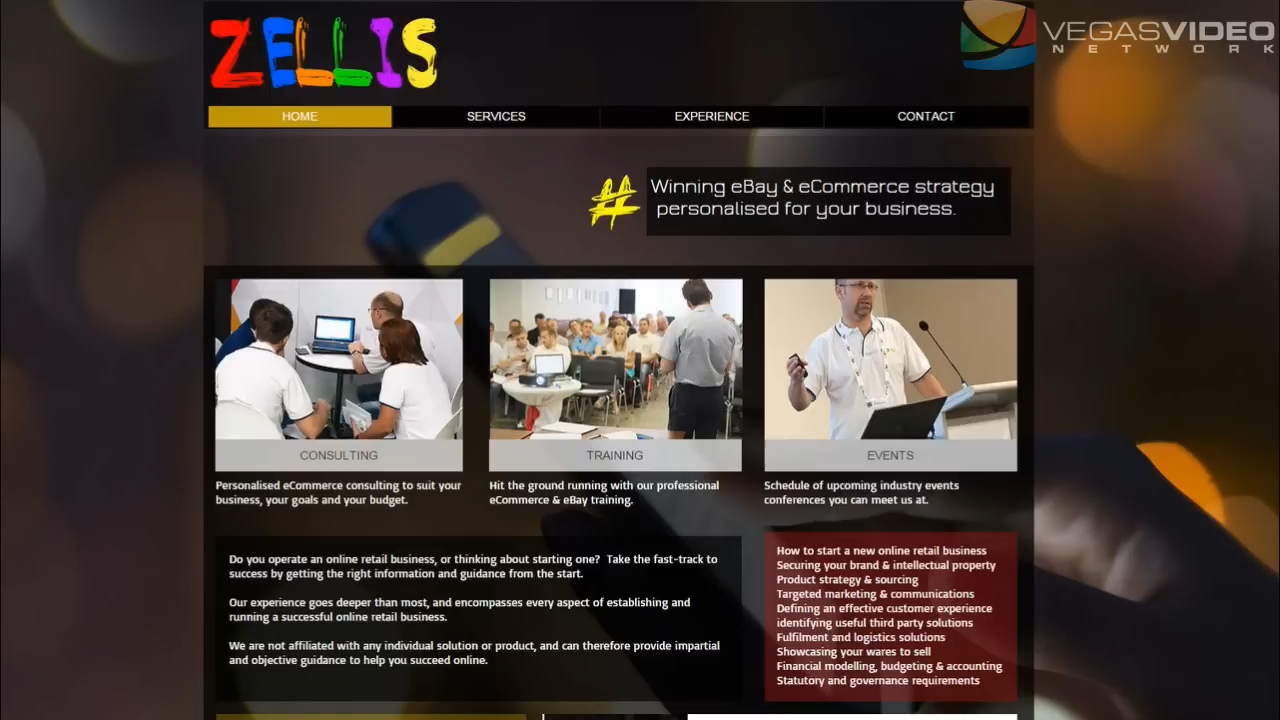 ZELLIS
VEGASVIDEO
NETWORK
HOME
SERVICES
EXPERIENCE
CONTACT
# Winning eBay & eCommerce strategy
personalised for your business.
CONSULTING
Personalised eCommerce consulting to suit your
business, your goals and your budget.
TRAINING
Hit the ground running with our professional
eCommerce & eBay training.
EVENTS
Schedule of upcoming industry events
conferences you can meet us at.
Do you operate an online retail business, or thinking about starting one? Take the fast-track to
success by getting the right information and guidance from the start.
Our experience goes deeper than most, and encompasses every aspect of establishing and
running a successful online retail business.
We are not affiliated with any individual solution or product, and can therefore provide impartial
and objective guidance to help you succeed online.
How to start a new online retail business
Securing your brand & intellectual property
Product strategy & sourcing
Targeted marketing & communications
Defining an effective customer experience
identifying useful third party solutions
Fulfilment and logistics solutions
Showcasing your wares to sell
Financial modelling, budgeting & accounting
Statutory and governance requirements